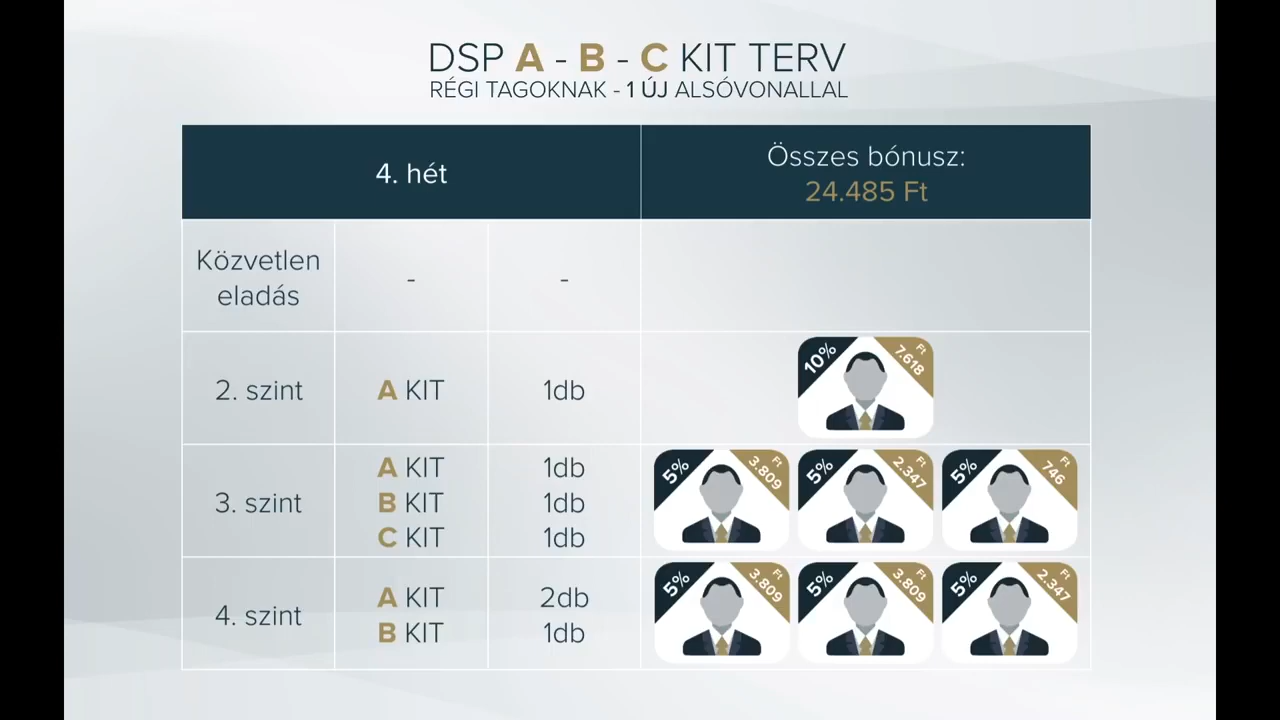 DSP A - B - C KIT TERV
RÉGI TAGOKNAK - 1 ÚJ ALSÓVONALLAL
4. hét
Összes bónusz:
24.485 Ft
Közvetlen
eladás
-
-
2. szint
A KIT
1db
10%
7.618 Ft
3. szint
A KIT
1db
B KIT
1db
C KIT
1db
5%
3.809 Ft
5%
2.347 Ft
5%
746 Ft
4. szint
A KIT
2db
B KIT
1db
5%
3.809 Ft
5%
3.809 Ft
5%
2.347 Ft